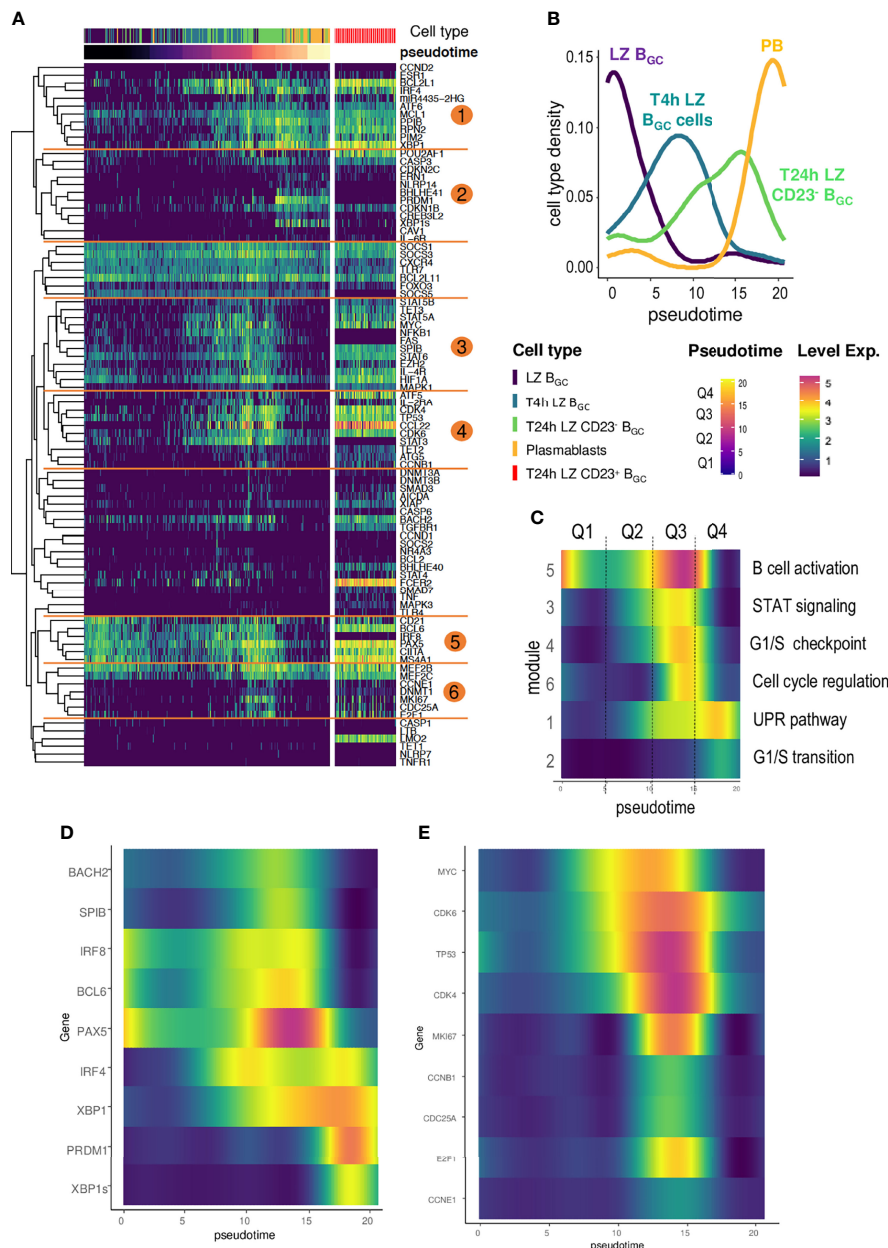 A
Cell type
pseudotime
CCND2
ESR1
BCL2L1
IRF4
miR4435-2HG
ATF6
MCL1
PPIB
RPN2
PIM2
XBP1
1
POU2AF1
CASP3
CDKN2C
ERN1
NLRP14
BHLHE41
PRDM1
CDKN1B
CREB3L2
XBP1s
CAV1
IL-6R
2
SOCS1
SOCS3
CXCR4
TLR7
BCL2L11
FOXO3
SOCS5
STAT5B
TET3
STAT5A
MYC
NFKB1
FAS
SPIB
STAT6
EZH2
IL-4R
HIF1A
MAPK1
3
ATF5
IL-2RA
CDK4
TP53
CCL22
CDK6
STAT3
TET2
ATG5
CCNB1
4
DNMT3A
DNMT3B
SMAD3
AICDA
XIAP
CASP6
BACH2
TGFBR1
CCND1
SOCS2
NR4A3
BCL2
BHLHE40
STAT4
FCER2
SMAD7
TNF
MAPK3
TLR4
CD21
BCL6
IRF8
PAX5
CIITA
MS4A1
5
MEF2B
MEF2C
CCNE1
DNMT1
MKI67
CDC25A
E2F1
6
CASP1
LTB
LMO2
TET1
NLRP7
TNFR1
B
LZ BGC
PB
T4h LZ
BGC cells
T24h LZ
CD23- BGC
cell type density
0.15
0.10
0.05
0.00
0 5 10 15 20
pseudotime
Cell type
LZ BGC
T4h LZ BGC
T24h LZ CD23- BGC
Plasmablasts
T24h LZ CD23+ BGC
Pseudotime
Q4
Q3
Q2
Q1
20
15
10
5
0
Level Exp.
5
4
3
2
1
C
Q1 Q2 Q3 Q4
module
5 B cell activation
3 STAT signaling
4 G1/S checkpoint
6 Cell cycle regulation
1 UPR pathway
2 G1/S transition
0 5 10 15 20
pseudotime
D
Gene
BACH2
SPIB
IRF8
BCL6
PAX5
IRF4
XBP1
PRDM1
XBP1s
0 5 10 15 20
pseudotime
E
Gene
MYC
CDK6
TP53
CDK4
MKI67
CCNB1
CDC25A
E2F1
CCNE1
0 5 10 15 20
pseudotime